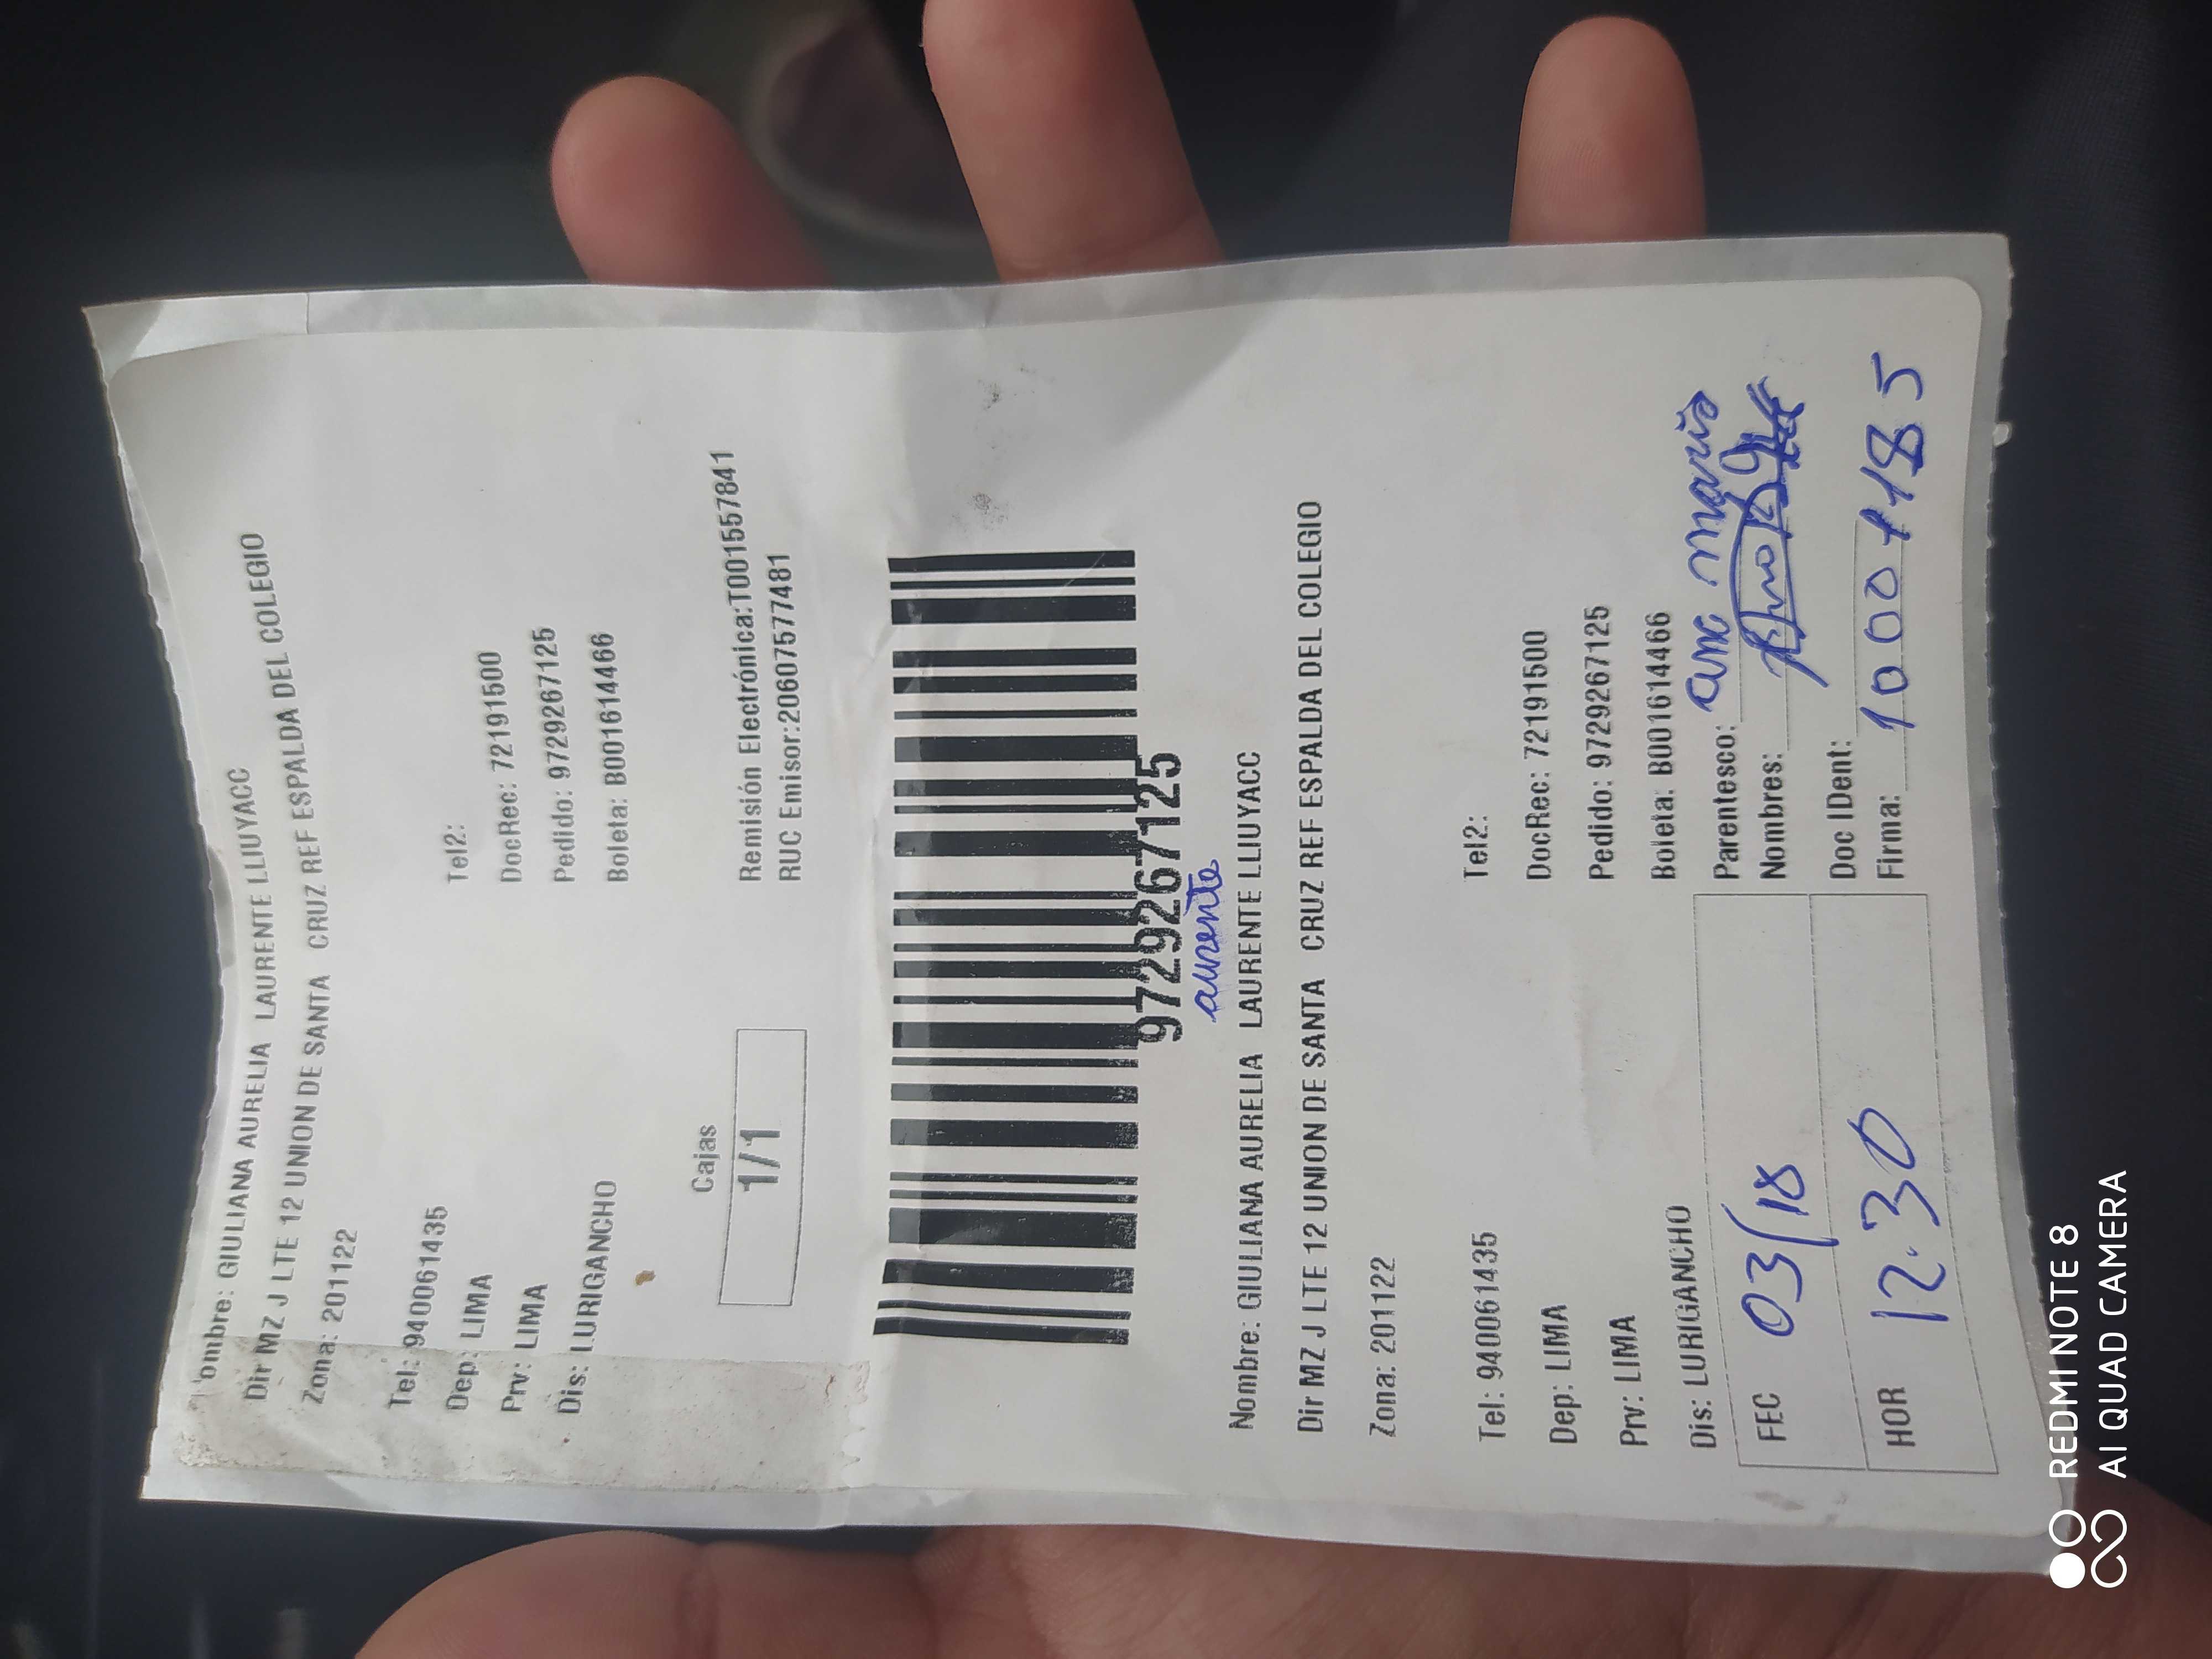 ombre: GIULIANA AURELIA LAURENTE LLIUYACC
Dir MZ J LTE 12 UNION DE SANTA CRUZ REF ESPALDA DEL COLEGIO
Zona: 201122
Tel: 940061435 Tel2:
Dep: LIMA DocRec: 72191500
Prv: LIMA Pedido: 9729267125
Dis: LURIGANCHO Boleta: B001614466
Cajas
1/1
Remisión Electrónica:T001557841
RUC Emisor:20607577481
9729267125
aurente
Nombre: GIULIANA AURELIA LAURENTE LLIUYACC
Dir MZ J LTE 12 UNION DE SANTA CRUZ REF ESPALDA DEL COLEGIO
Zona: 201122
Tel: 940061435 Tel2:
Dep: LIMA DocRec: 72191500
Prv: LIMA Pedido: 9729267125
Dis: LURIGANCHO Boleta: B001614466
FEC 03/18
HOR 12.30
Parentesco: ana maria
Nombres:
Doc IDent:
Firma:
REDMI NOTE 8
AI QUAD CAMERA